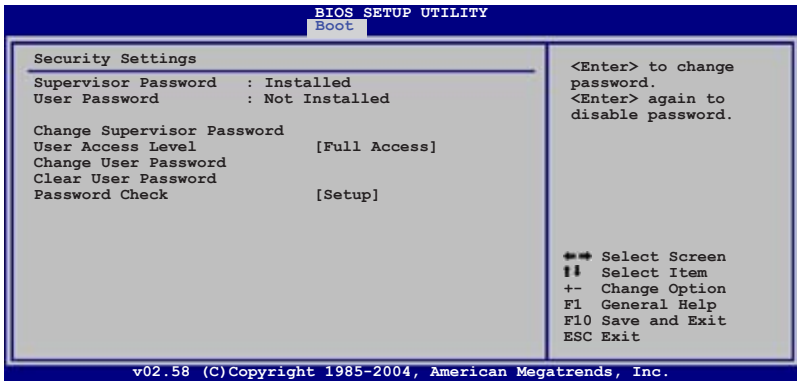 BIOS SETUP UTILITY
Boot
Security Settings
Supervisor Password : Installed
User Password : Not Installed
Change Supervisor Password
User Access Level [Full Access]
Change User Password
Clear User Password
Password Check [Setup]
<Enter> to change
password.
<Enter> again to
disable password.
Select Screen
Select Item
+- Change Option
F1 General Help
F10 Save and Exit
ESC Exit
v02.58 (C)Copyright 1985-2004, American Megatrends, Inc.